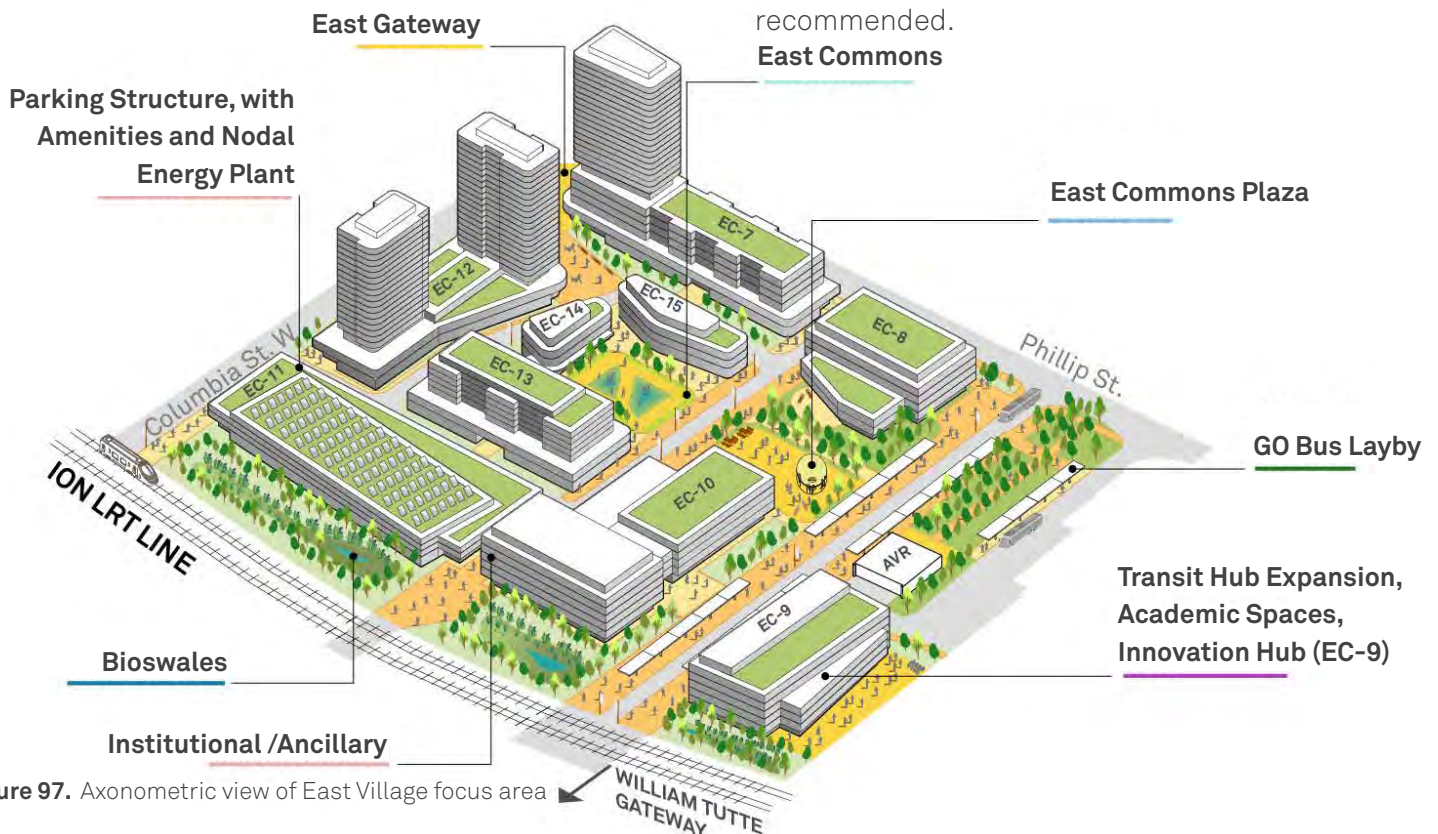 recommended.
East Gateway
East Commons
Parking Structure, with
Amenities and Nodal
Energy Plant
East Commons Plaza
EC-7
EC-12
EC-15
EC-14
EC-8
Phillip St.
Columbia St. W
EC-11
EC-13
ION LRT LINE
EC-10
GO Bus Layby
AVR
EC-9
Transit Hub Expansion,
Academic Spaces,
Innovation Hub (EC-9)
Bioswales
Institutional /Ancillary
ure 97. Axonometric view of East Village focus area
WILLIAM TUTTE
GATEWAY